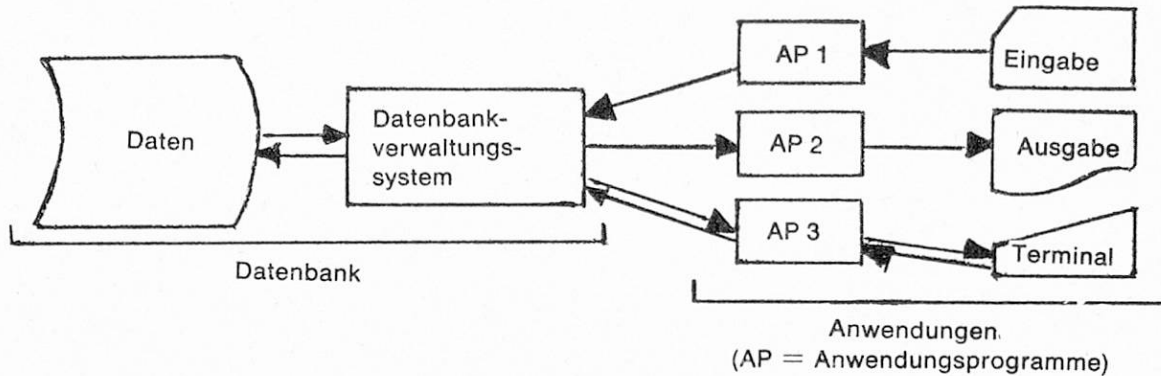 Daten
Datenbank-
verwaltungs-
system
AP 1
Eingabe
AP 2
Ausgabe
AP 3
Terminal
Datenbank
Anwendungen
(AP = Anwendungsprogramme)